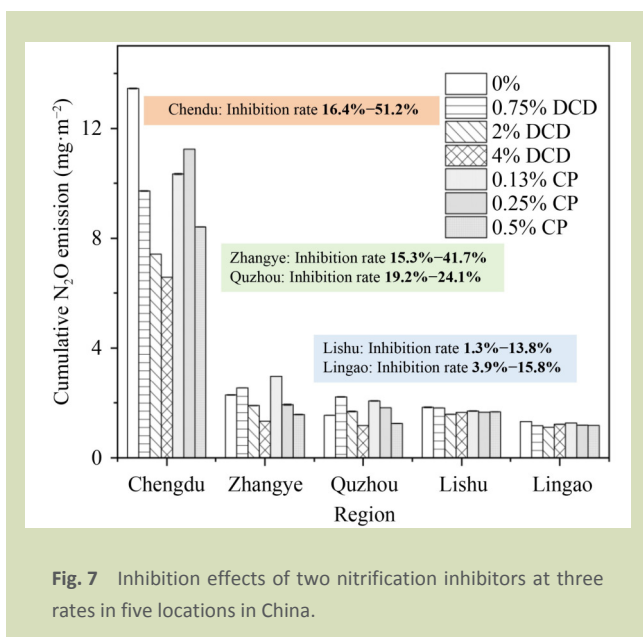 0%
0.75% DCD
2% DCD
4% DCD
0.13% CP
0.25% CP
0.5% CP
Chendu: Inhibition rate 16.4%−51.2%
Zhangye: Inhibition rate 15.3%−41.7%
Quzhou: Inhibition rate 19.2%−24.1%
Lishu: Inhibition rate 1.3%−13.8%
Lingao: Inhibition rate 3.9%−15.8%
Cumulative N₂O emission (mg·m⁻²)
12
8
4
0
Chengdu Zhangye Quzhou Lishu Lingao
Region
Fig. 7 Inhibition effects of two nitrification inhibitors at three
rates in five locations in China.